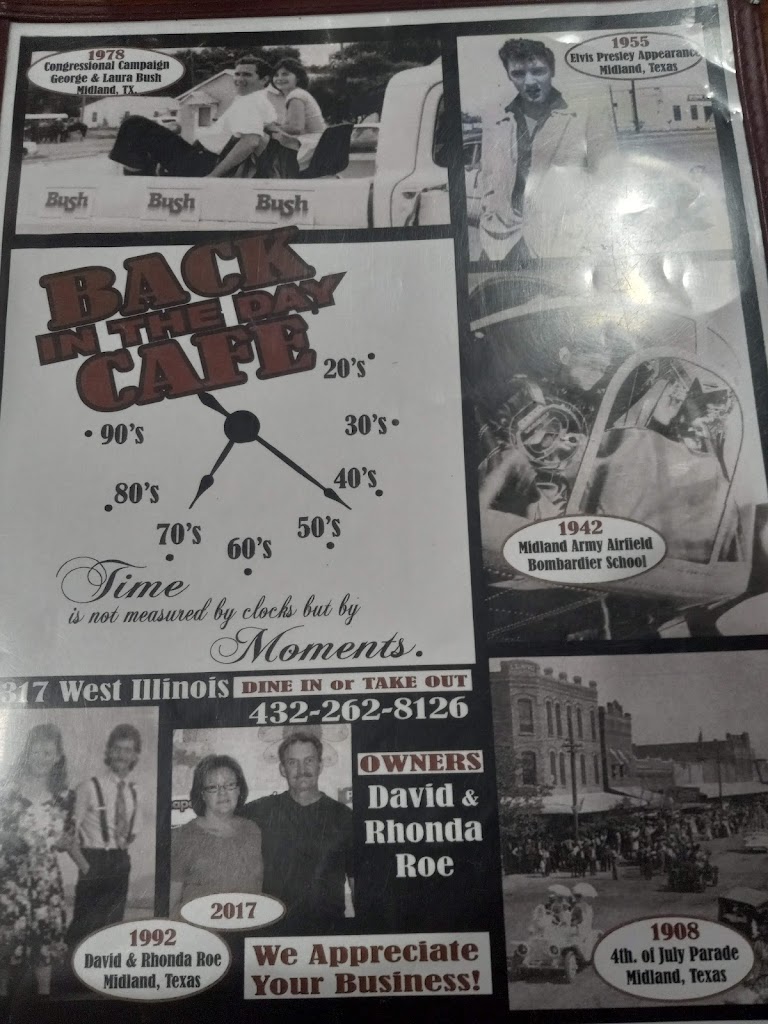 1978
Congressional Campaign
George & Laura Bush
Midland, TX.
Bush Bush Bush
1955
Elvis Presley Appearance
Midland, Texas
BACK
IN THE DAY
CAFE
20's
30's
40's
50's
60's
70's
80's
90's
Time
is not measured by clocks but by
Moments.
1942
Midland Army Airfield
Bombardier School
317 West Illinois DINE IN or TAKE OUT
432-262-8126
OWNERS
David &
Rhonda
Roe
2017
1992
David & Rhonda Roe
Midland, Texas
We Appreciate
Your Business!
1908
4th. of July Parade
Midland, Texas